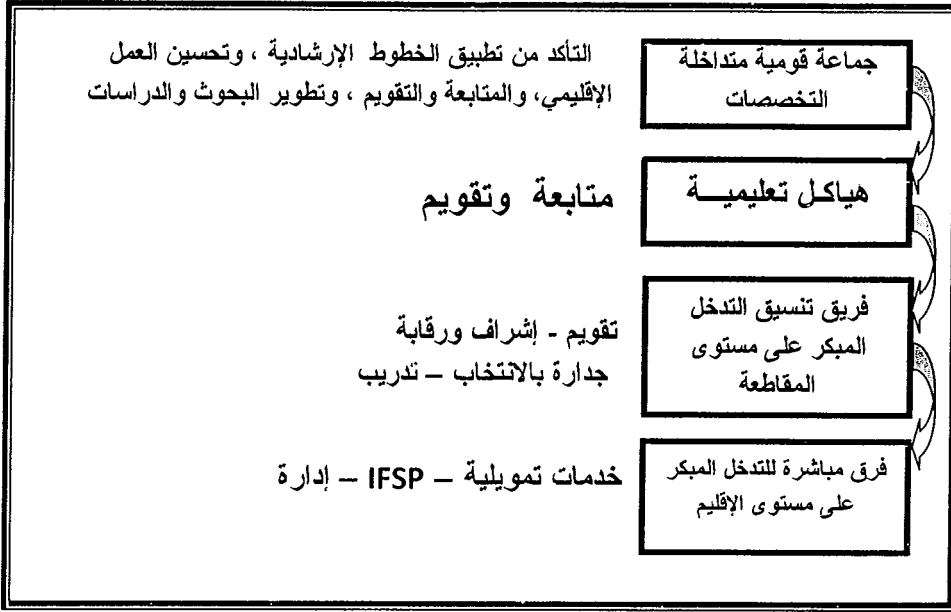 جماعة قومية متداخلة
التخصصات
التأكد من تطبيق الخطوط الإرشادية ، وتحسين العمل
الإقليمي، والمتابعة والتقويم ، وتطوير البحوث والدراسات
هياكل تعليميـــة
متابعة وتقويم
فريق تنسيق التدخل
المبكر على مستوى
المقاطعة
تقويم - إشراف ورقابة
جدارة بالانتخاب – تدريب
فرق مباشرة للتدخل المبكر
على مستوى الإقليم
خدمات تمويلية – IFSP – إدارة